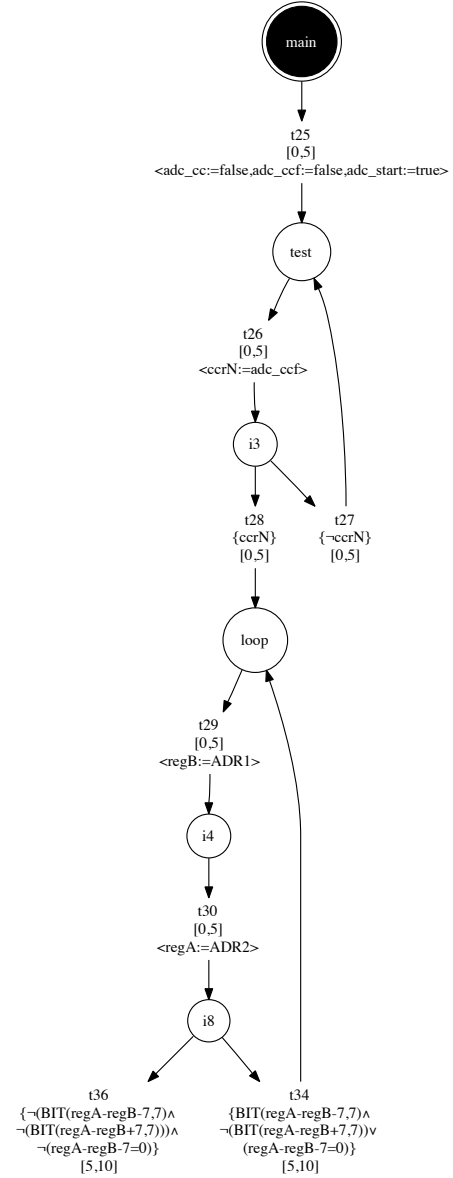 main
t25
[0,5]
<adc_cc:=false,adc_ccf:=false,adc_start:=true>
test
t26
[0,5]
<ccrN:=adc_ccf>
i3
t28
{ccrN}
[0,5]
t27
{¬ccrN}
[0,5]
loop
t29
[0,5]
<regB:=ADR1>
i4
t30
[0,5]
<regA:=ADR2>
i8
t36
{¬(BIT(regA-regB-7,7)∧
¬(BIT(regA-regB+7,7)))∧
¬(regA-regB-7=0)}
[5,10]
t34
{BIT(regA-regB-7,7)∧
¬(BIT(regA-regB+7,7))∨
(regA-regB-7=0)}
[5,10]